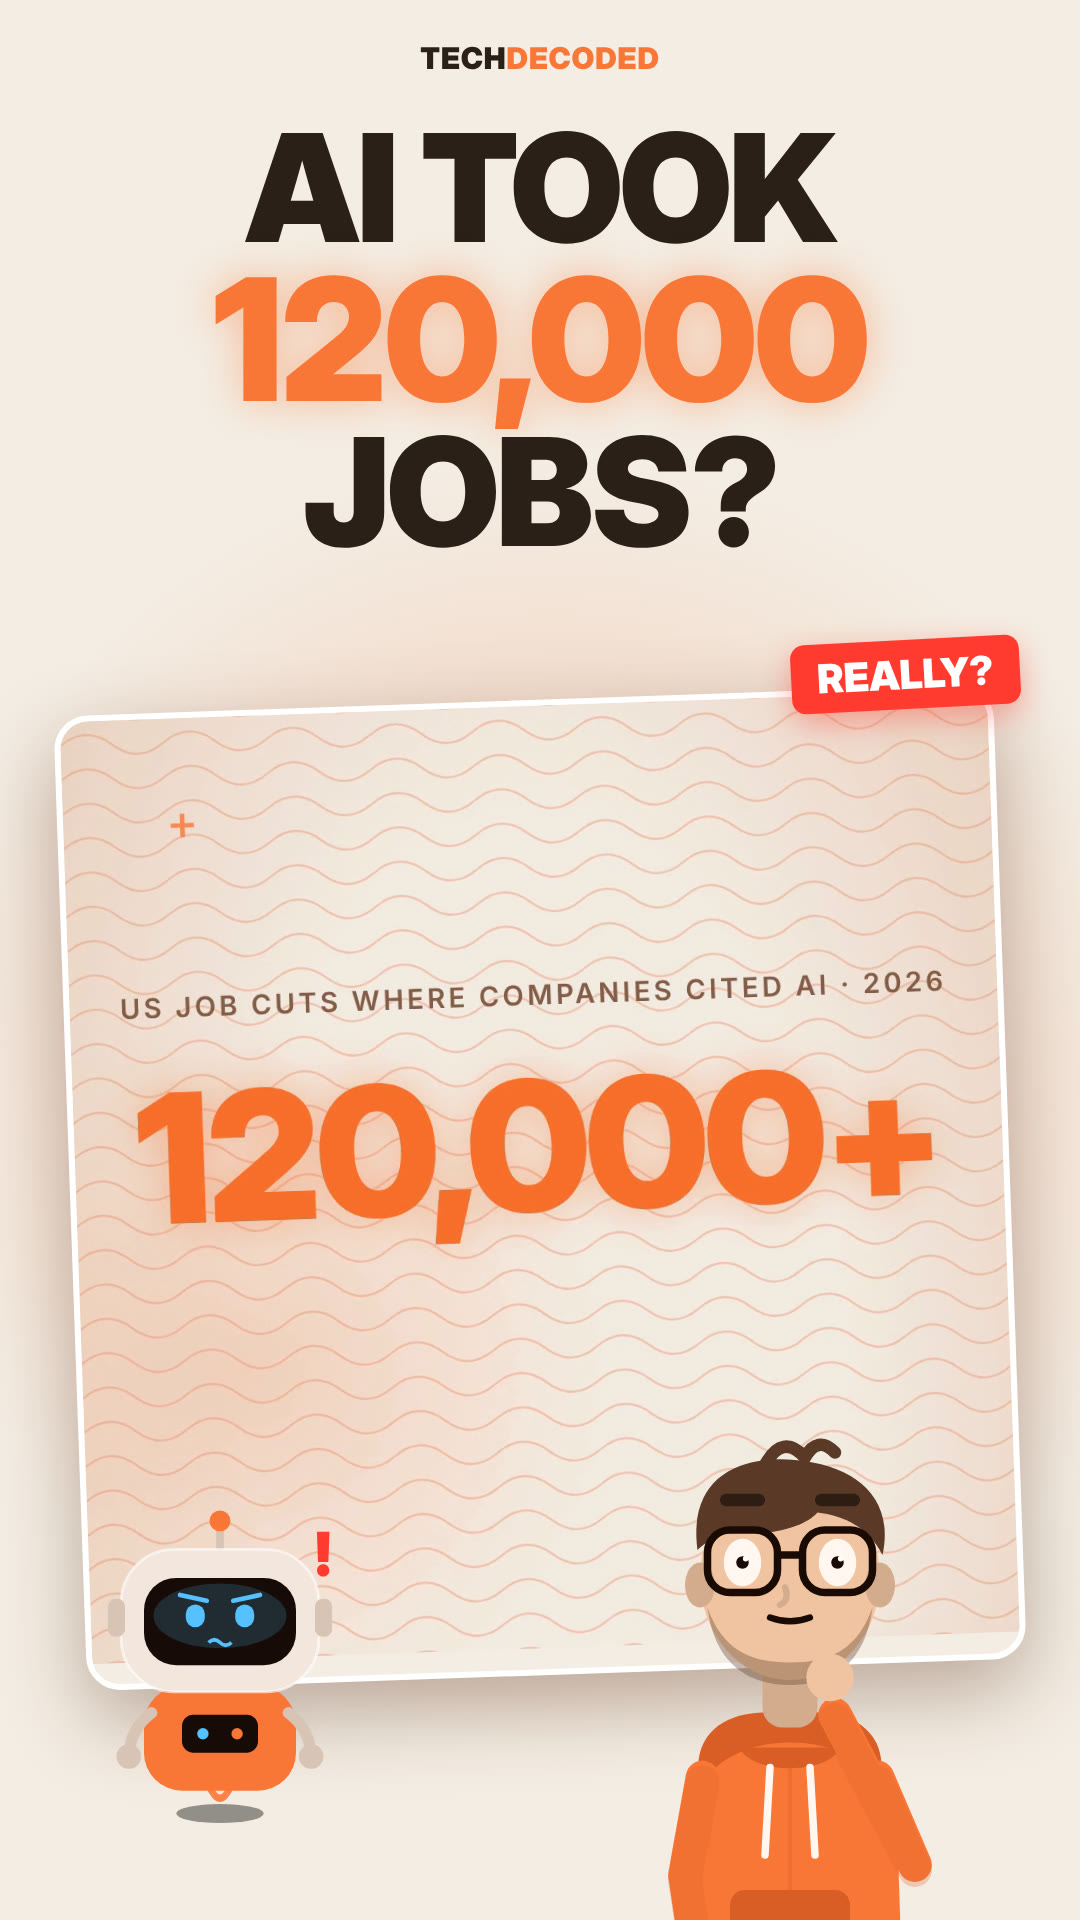 TECHDECODED
AI TOOK
120,000
JOBS?
REALLY?
+
US JOB CUTS WHERE COMPANIES CITED AI · 2026
120,000+
!